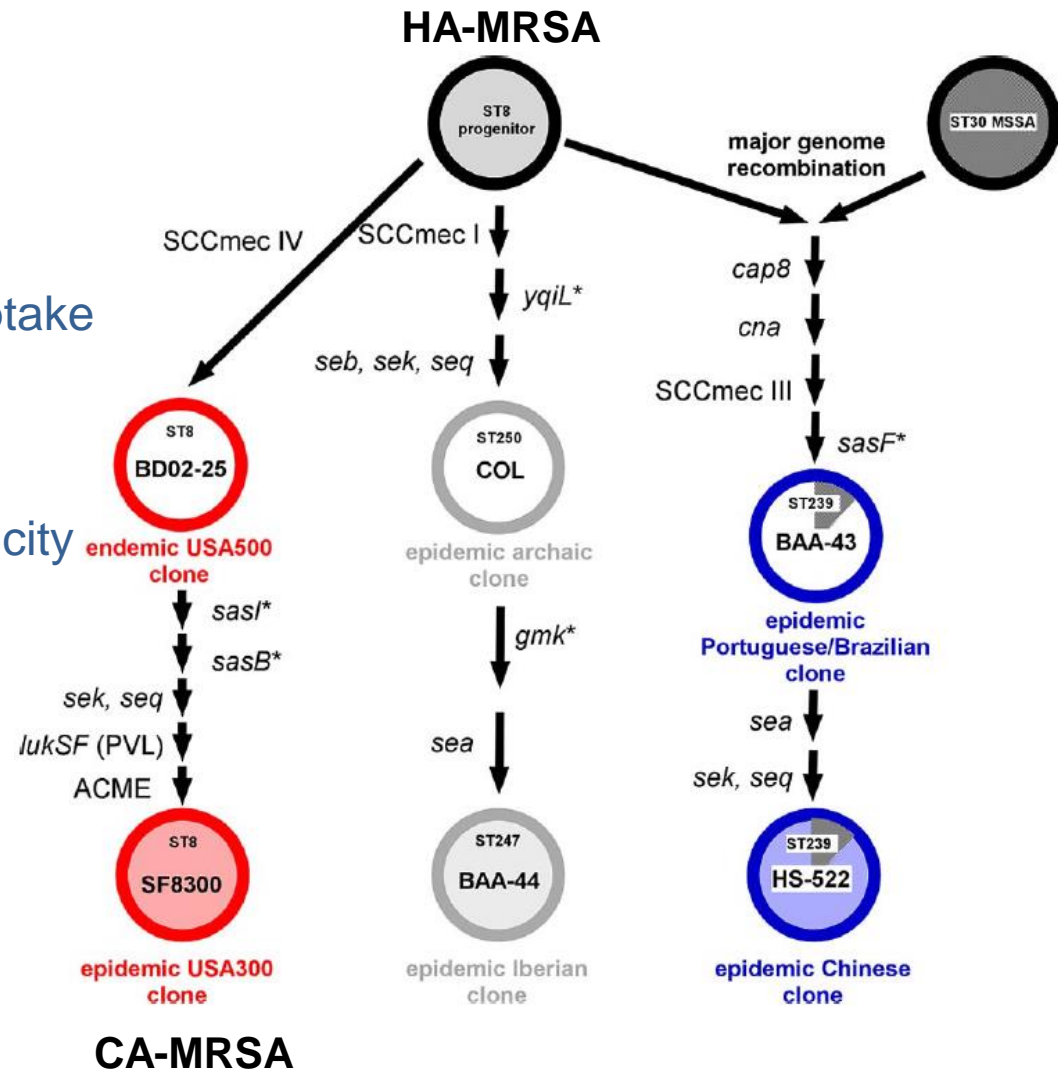 HA-MRSA
ST8
progenitor
ST30 MSSA
major genome
recombination
SCCmec IV
SCCmec I
yqiL*
seb, sek, seq
cap8
cna
SCCmec III
sasF*
ST8
BD02-25
endemic USA500
clone
ST250
COL
epidemic archaic
clone
ST239
BAA-43
epidemic
Portuguese/Brazilian
clone
sasI*
sasB*
sek, seq
lukSF (PVL)
ACME
gmk*
sea
sea
sek, seq
ST8
SF8300
epidemic USA300
clone
ST247
BAA-44
epidemic Iberian
clone
ST239
HS-522
epidemic Chinese
clone
CA-MRSA